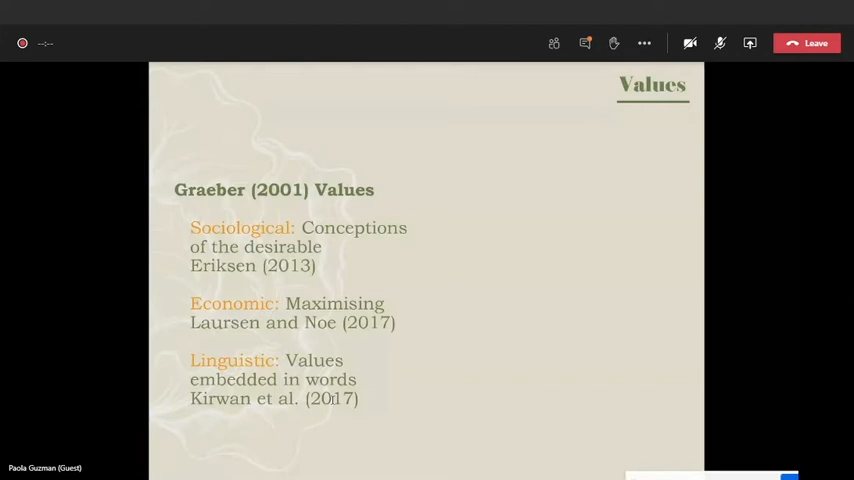 --:--
Leave
Values
Graeber (2001) Values
Sociological: Conceptions
of the desirable
Eriksen (2013)
Economic: Maximising
Laursen and Noe (2017)
Linguistic: Values
embedded in words
Kirwan et al. (2017)
Paola Guzman (Guest)